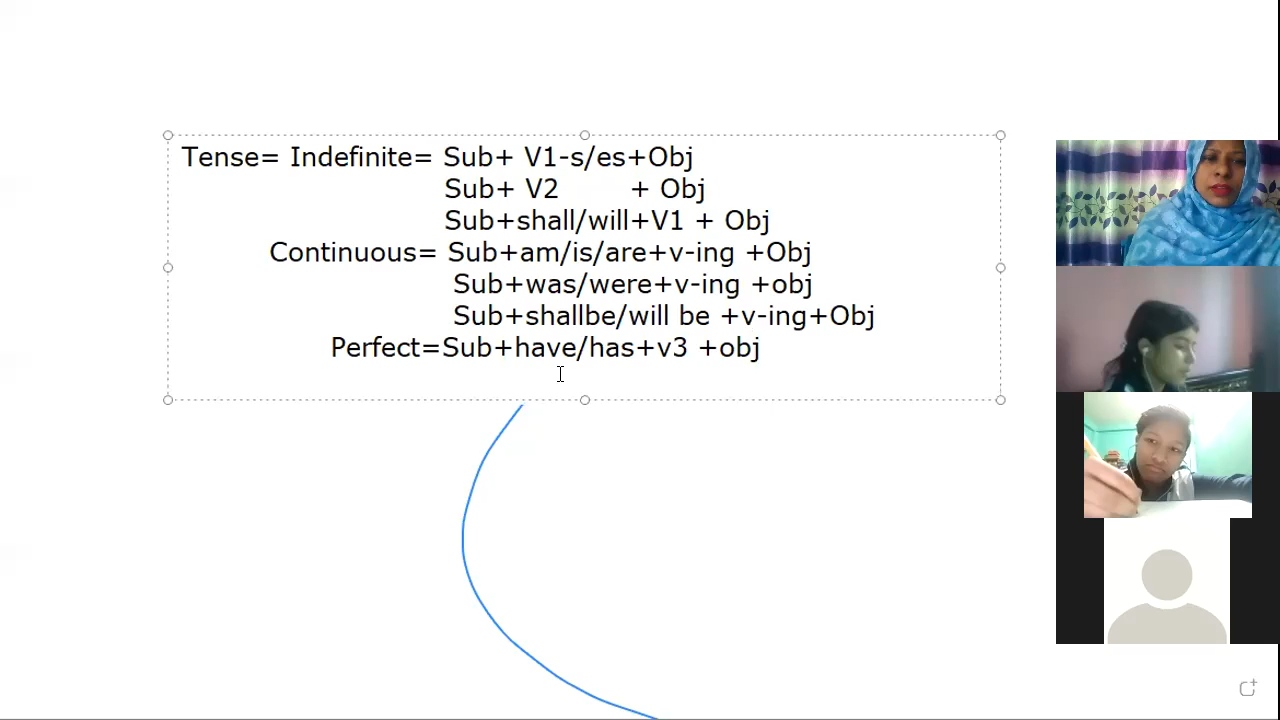 Tense= Indefinite= Sub+ V1-s/es+Obj
Sub+ V2 + Obj
Sub+shall/will+V1 + Obj
Continuous= Sub+am/is/are+v-ing +Obj
Sub+was/were+v-ing +obj
Sub+shallbe/will be +v-ing+Obj
Perfect=Sub+have/has+v3 +obj